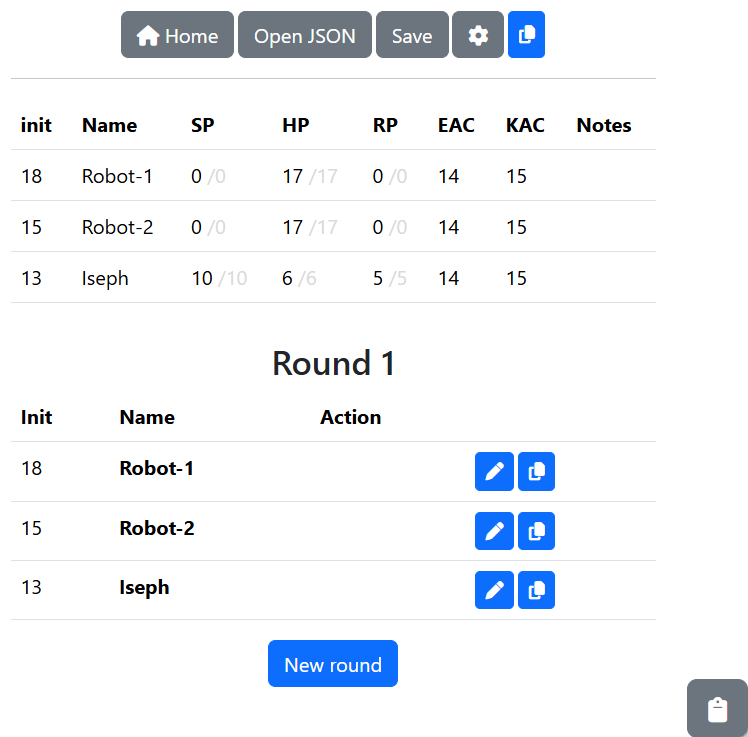 Home Open JSON Save
init Name SP HP RP EAC KAC Notes
18 Robot-1 0 /0 17 /17 0 /0 14 15
15 Robot-2 0 /0 17 /17 0 /0 14 15
13 Iseph 10 /10 6 /6 5 /5 14 15
Round 1
Init Name Action
18 Robot-1
15 Robot-2
13 Iseph
New round